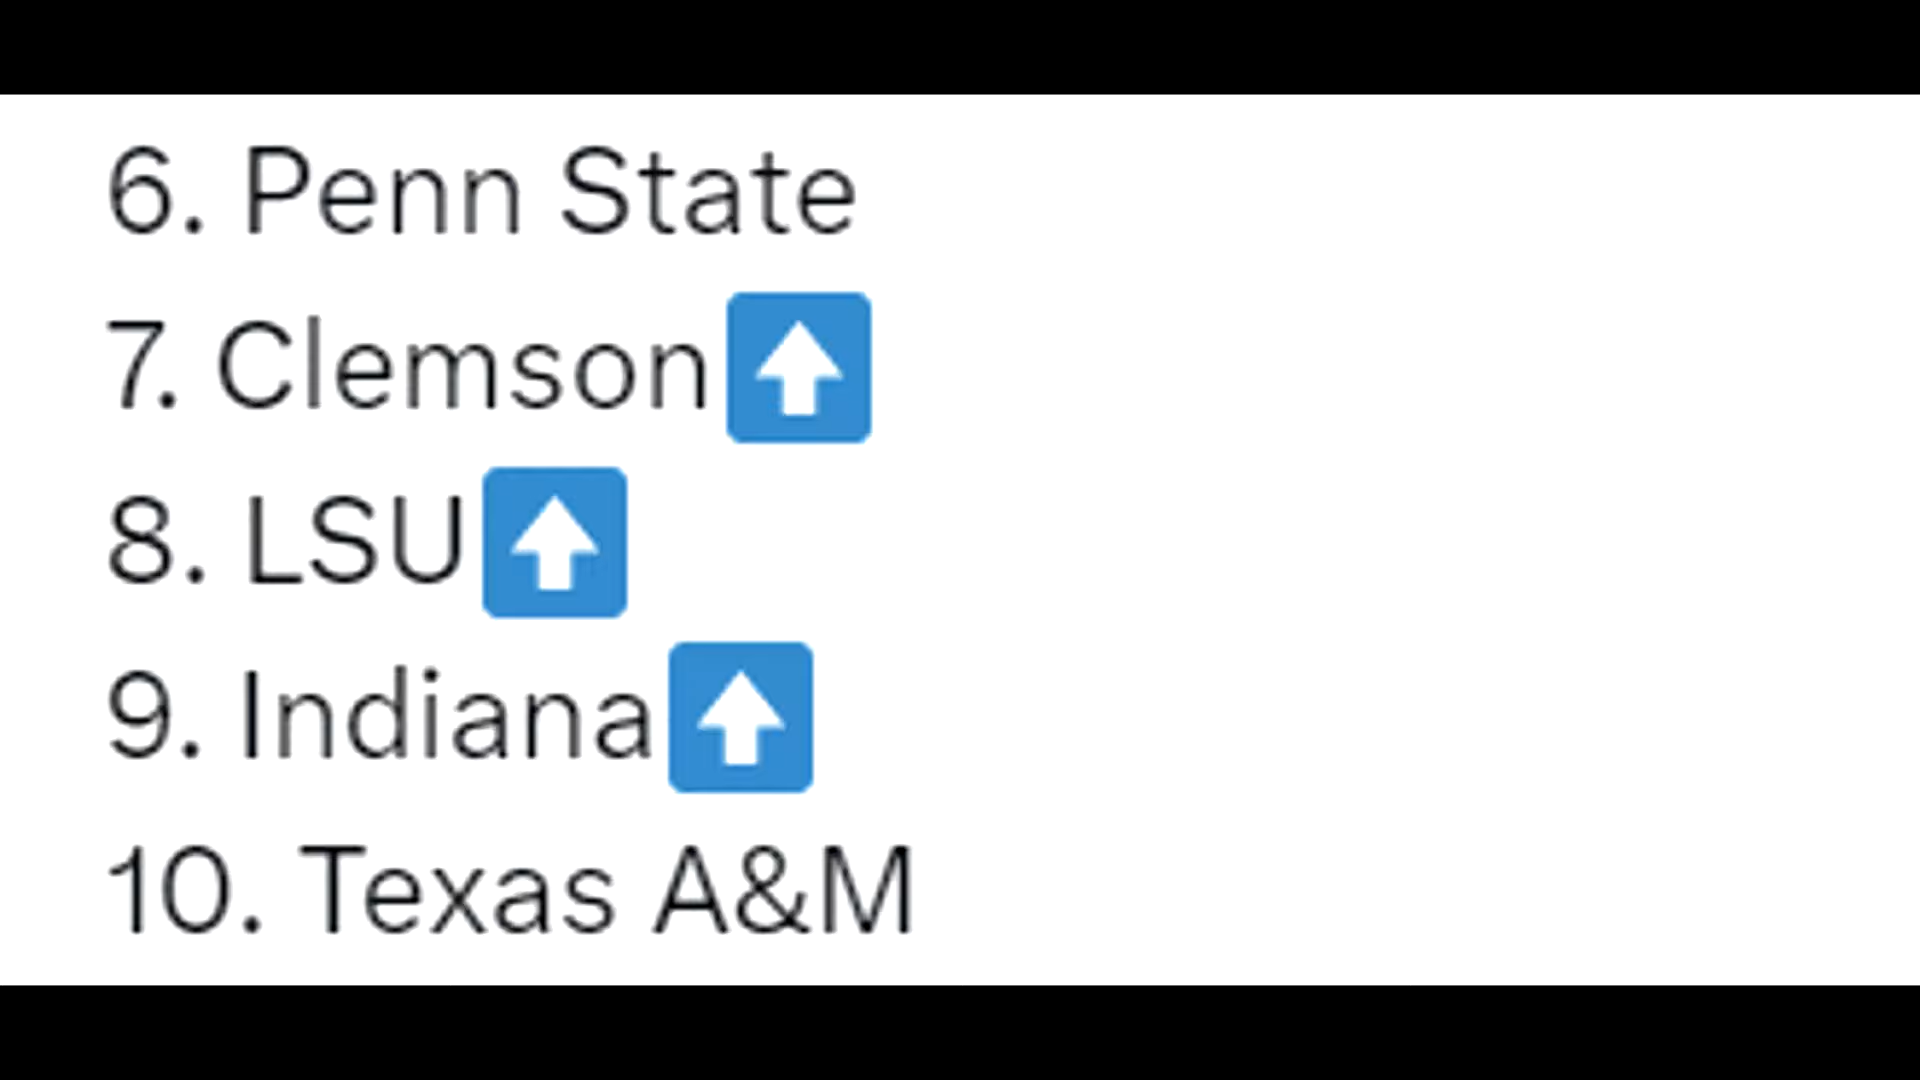 6. Penn State
7. Clemson⬆️
8. LSU⬆️
9. Indiana⬆️
10. Texas A&M